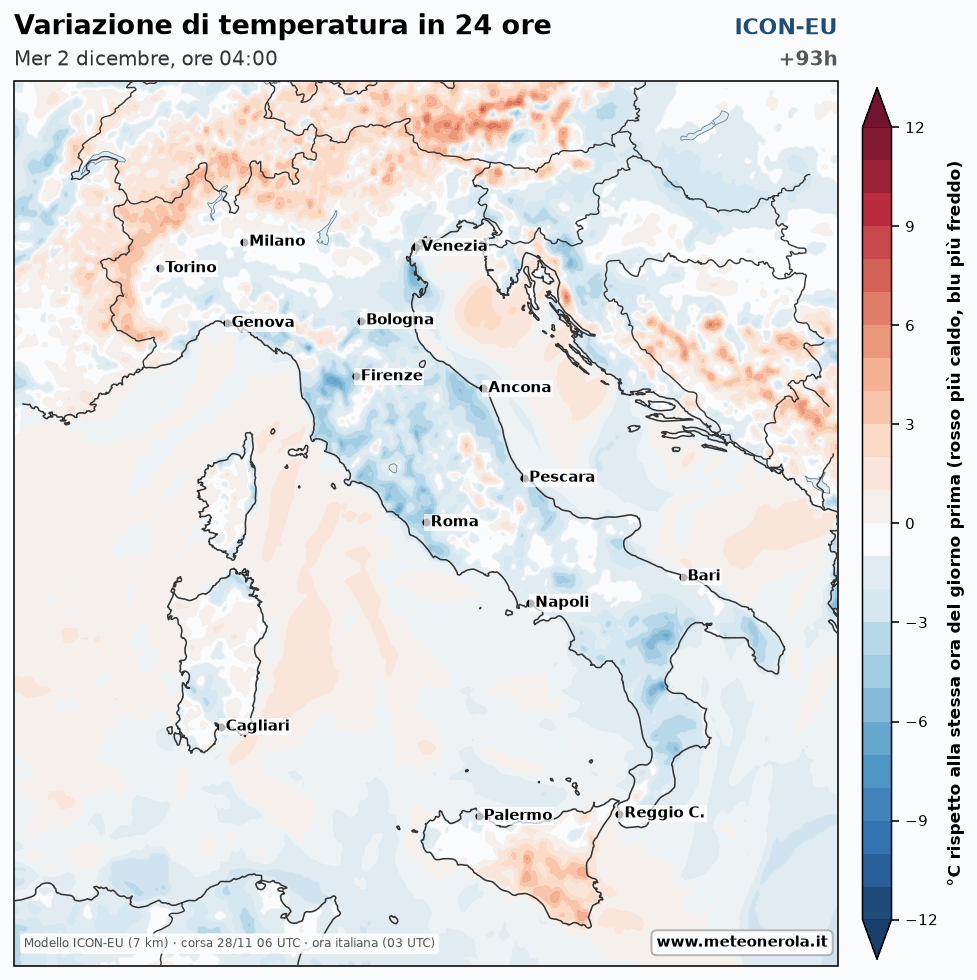 Variazione di temperatura in 24 ore
ICON-EU
Mer 2 dicembre, ore 04:00
+93h
Milano
Venezia
Torino
Genova
Bologna
Firenze
Ancona
Pescara
Roma
Bari
Napoli
Cagliari
Palermo
Reggio C.
12
9
6
3
0
−3
−6
−9
−12
°C rispetto alla stessa ora del giorno prima (rosso più caldo, blu più freddo)
Modello ICON-EU (7 km) · corsa 28/11 06 UTC · ora italiana (03 UTC)
www.meteonerola.it